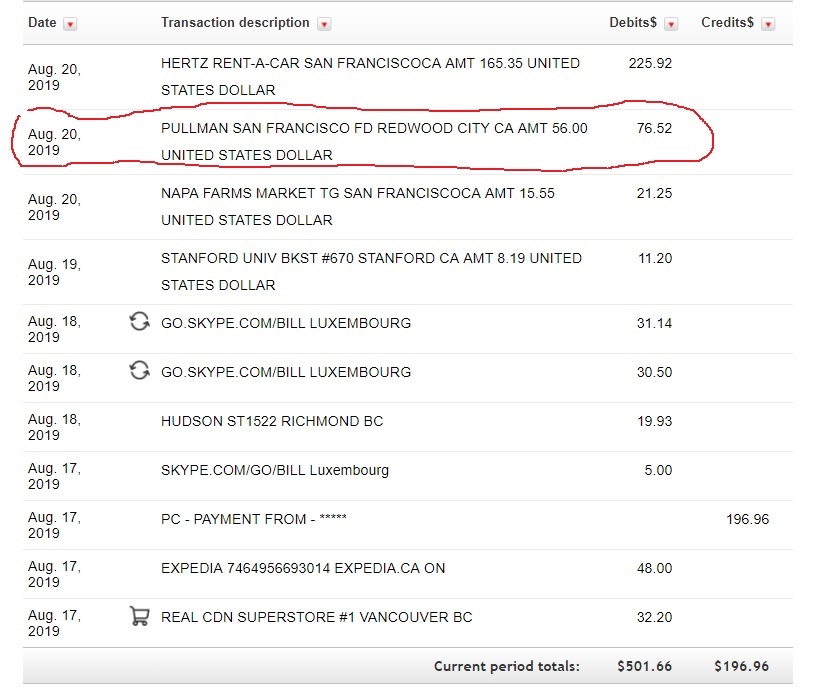 Date Transaction description Debits$ Credits$
Aug. 20, HERTZ RENT-A-CAR SAN FRANCISCOCA AMT 165.35 UNITED 225.92
2019 STATES DOLLAR
Aug. 20, PULLMAN SAN FRANCISCO FD REDWOOD CITY CA AMT 56.00 76.52
2019 UNITED STATES DOLLAR
Aug. 20, NAPA FARMS MARKET TG SAN FRANCISCOCA AMT 15.55 21.25
2019 UNITED STATES DOLLAR
Aug. 19, STANFORD UNIV BKST #670 STANFORD CA AMT 8.19 UNITED 11.20
2019 STATES DOLLAR
Aug. 18, GO.SKYPE.COM/BILL LUXEMBOURG 31.14
2019
Aug. 18, GO.SKYPE.COM/BILL LUXEMBOURG 30.50
2019
Aug. 18, HUDSON ST1522 RICHMOND BC 19.93
2019
Aug. 17, SKYPE.COM/GO/BILL Luxembourg 5.00
2019
Aug. 17, PC - PAYMENT FROM - ***** 196.96
2019
Aug. 17, EXPEDIA 7464956693014 EXPEDIA.CA ON 48.00
2019
Aug. 17, REAL CDN SUPERSTORE #1 VANCOUVER BC 32.20
2019
Current period totals: $501.66 $196.96